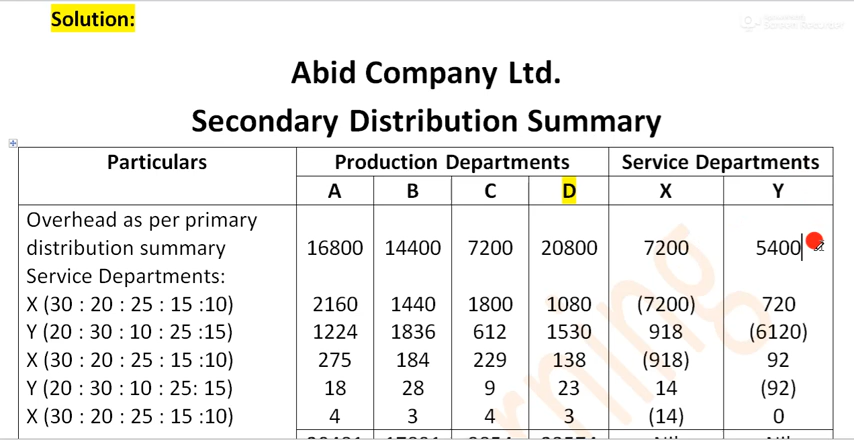 Solution:
Abid Company Ltd.
Secondary Distribution Summary
Particulars Production Departments Service Departments
A B C D X Y
Overhead as per primary
distribution summary 16800 14400 7200 20800 7200 5400
Service Departments:
X (30 : 20 : 25 : 15 :10) 2160 1440 1800 1080 (7200) 720
Y (20 : 30 : 10 : 25 :15) 1224 1836 612 1530 918 (6120)
X (30 : 20 : 25 : 15 :10) 275 184 229 138 (918) 92
Y (20 : 30 : 10 : 25: 15) 18 28 9 23 14 (92)
X (30 : 20 : 25 : 15 :10) 4 3 4 3 (14) 0